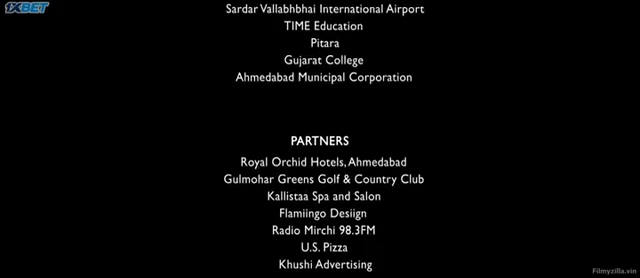 1XBET
Sardar Vallabhbhai International Airport
TIME Education
Pitara
Gujarat College
Ahmedabad Municipal Corporation
PARTNERS
Royal Orchid Hotels, Ahmedabad
Gulmohar Greens Golf & Country Club
Kallistaa Spa and Salon
Flamiingo Desiign
Radio Mirchi 98.3FM
U.S. Pizza
Khushi Advertising
Filmyzilla.vin